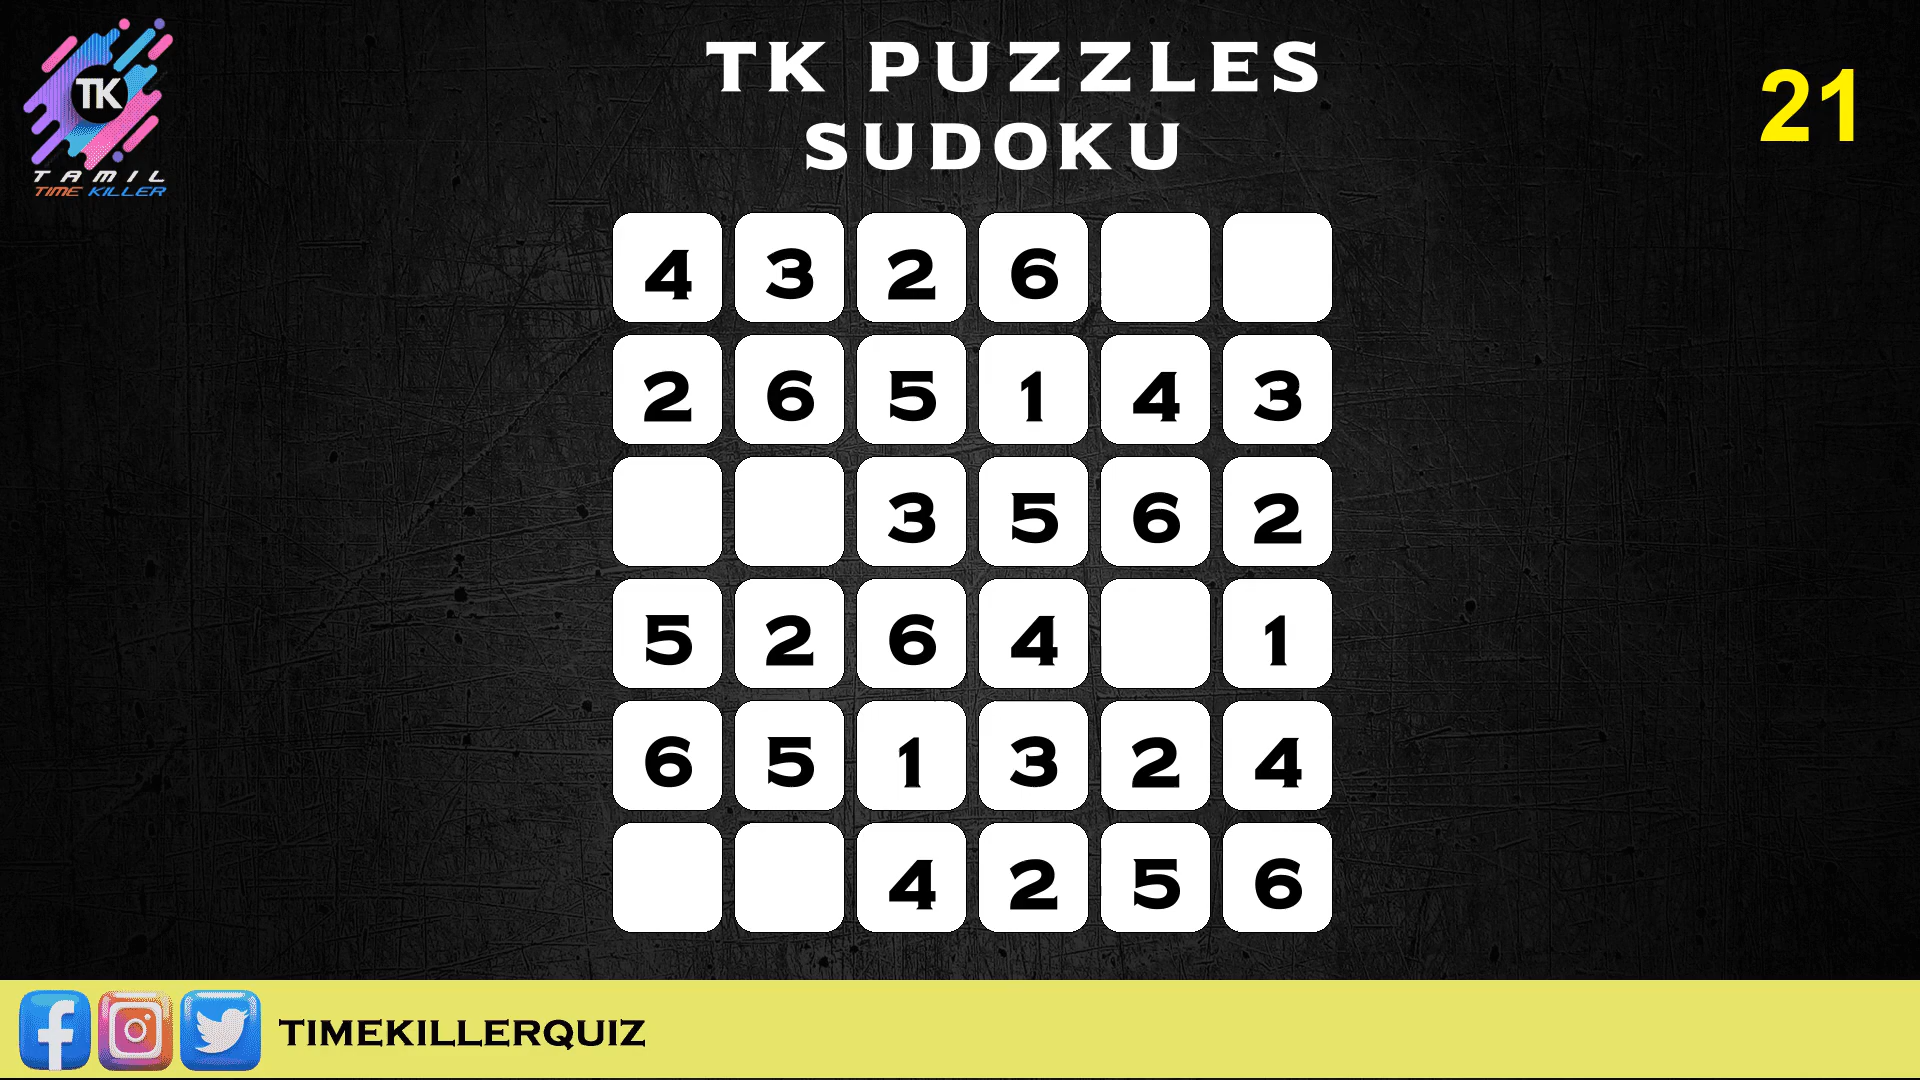 TK PUZZLES
SUDOKU
21
TK
TAMIL
TIME KILLER
4 3 2 6
2 6 5 1 4 3
3 5 6 2
5 2 6 4 1
6 5 1 3 2 4
4 2 5 6
TIMEKILLERQUIZ